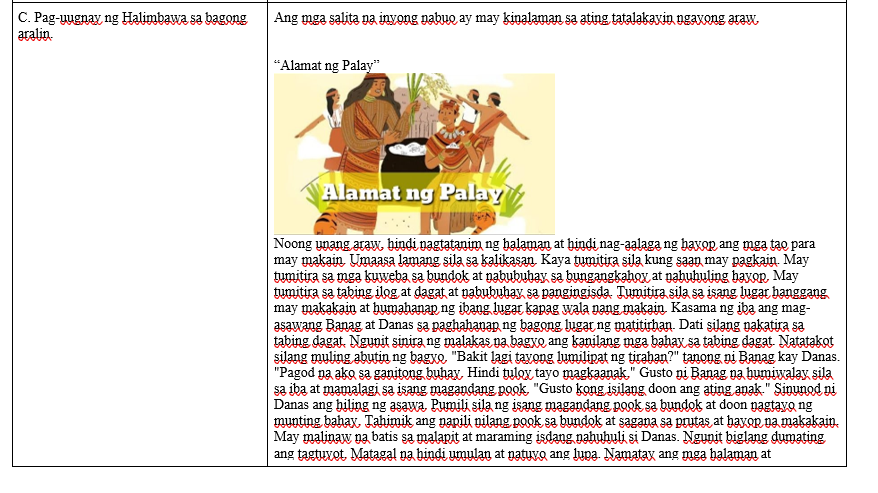 C. Pag-uugnay ng Halimbawa sa bagong
aralin.
Ang mga salita na inyong nabuo ay may kinalaman sa ating tatalakayin ngayong araw.
“Alamat ng Palay”
Alamat ng Palay
Noong unang araw, hindi nagtatanim ng halaman at hindi nag-aalaga ng hayop ang mga tao para
may makain. Umaasa lamang sila sa kalikasan. Kaya tumitira sila kung saan may pagkain. May
tumitira sa mga kuweba sa bundok at nabubuhay sa bungangkahoy at nahuhuling hayop. May
tumitira sa tabing ilog at dagat at nabubuhay sa pangingisda. Tumitira sila sa isang lugar hanggang
may makakain at humahanap ng ibang lugar kapag wala nang makain. Kasama ng iba ang mag-
asawang Banag at Danas sa paghahanap ng bagong lugar ng matitirhan. Dati silang nakatira sa
tabing dagat. Ngunit sinira ng malakas na bagyo ang kanilang mga bahay sa tabing dagat. Natatakot
silang muling abutin ng bagyo. "Bakit lagi tayong lumilipat ng tirahan?" tanong ni Banag kay Danas.
"Pagod na ako sa ganitong buhay. Hindi tuloy tayo magkaanak." Gusto ni Banag na humiwalay sila
sa iba at mamalagi sa isang magandang pook. "Gusto kong isilang doon ang ating anak." Sinunod ni
Danas ang hiling ng asawa. Pumili sila ng isang magandang pook sa bundok at doon nagtayo ng
munting bahay. Tahimik ang napili nilang pook sa bundok at sagana sa prutas at hayop na makakain.
May malinaw na batis sa malapit at maraming isdang nahuhuli si Danas. Ngunit biglang dumating
ang tagtuyot. Matagal na hindi umulan at natuyo ang lupa. Namatay ang mga halaman at